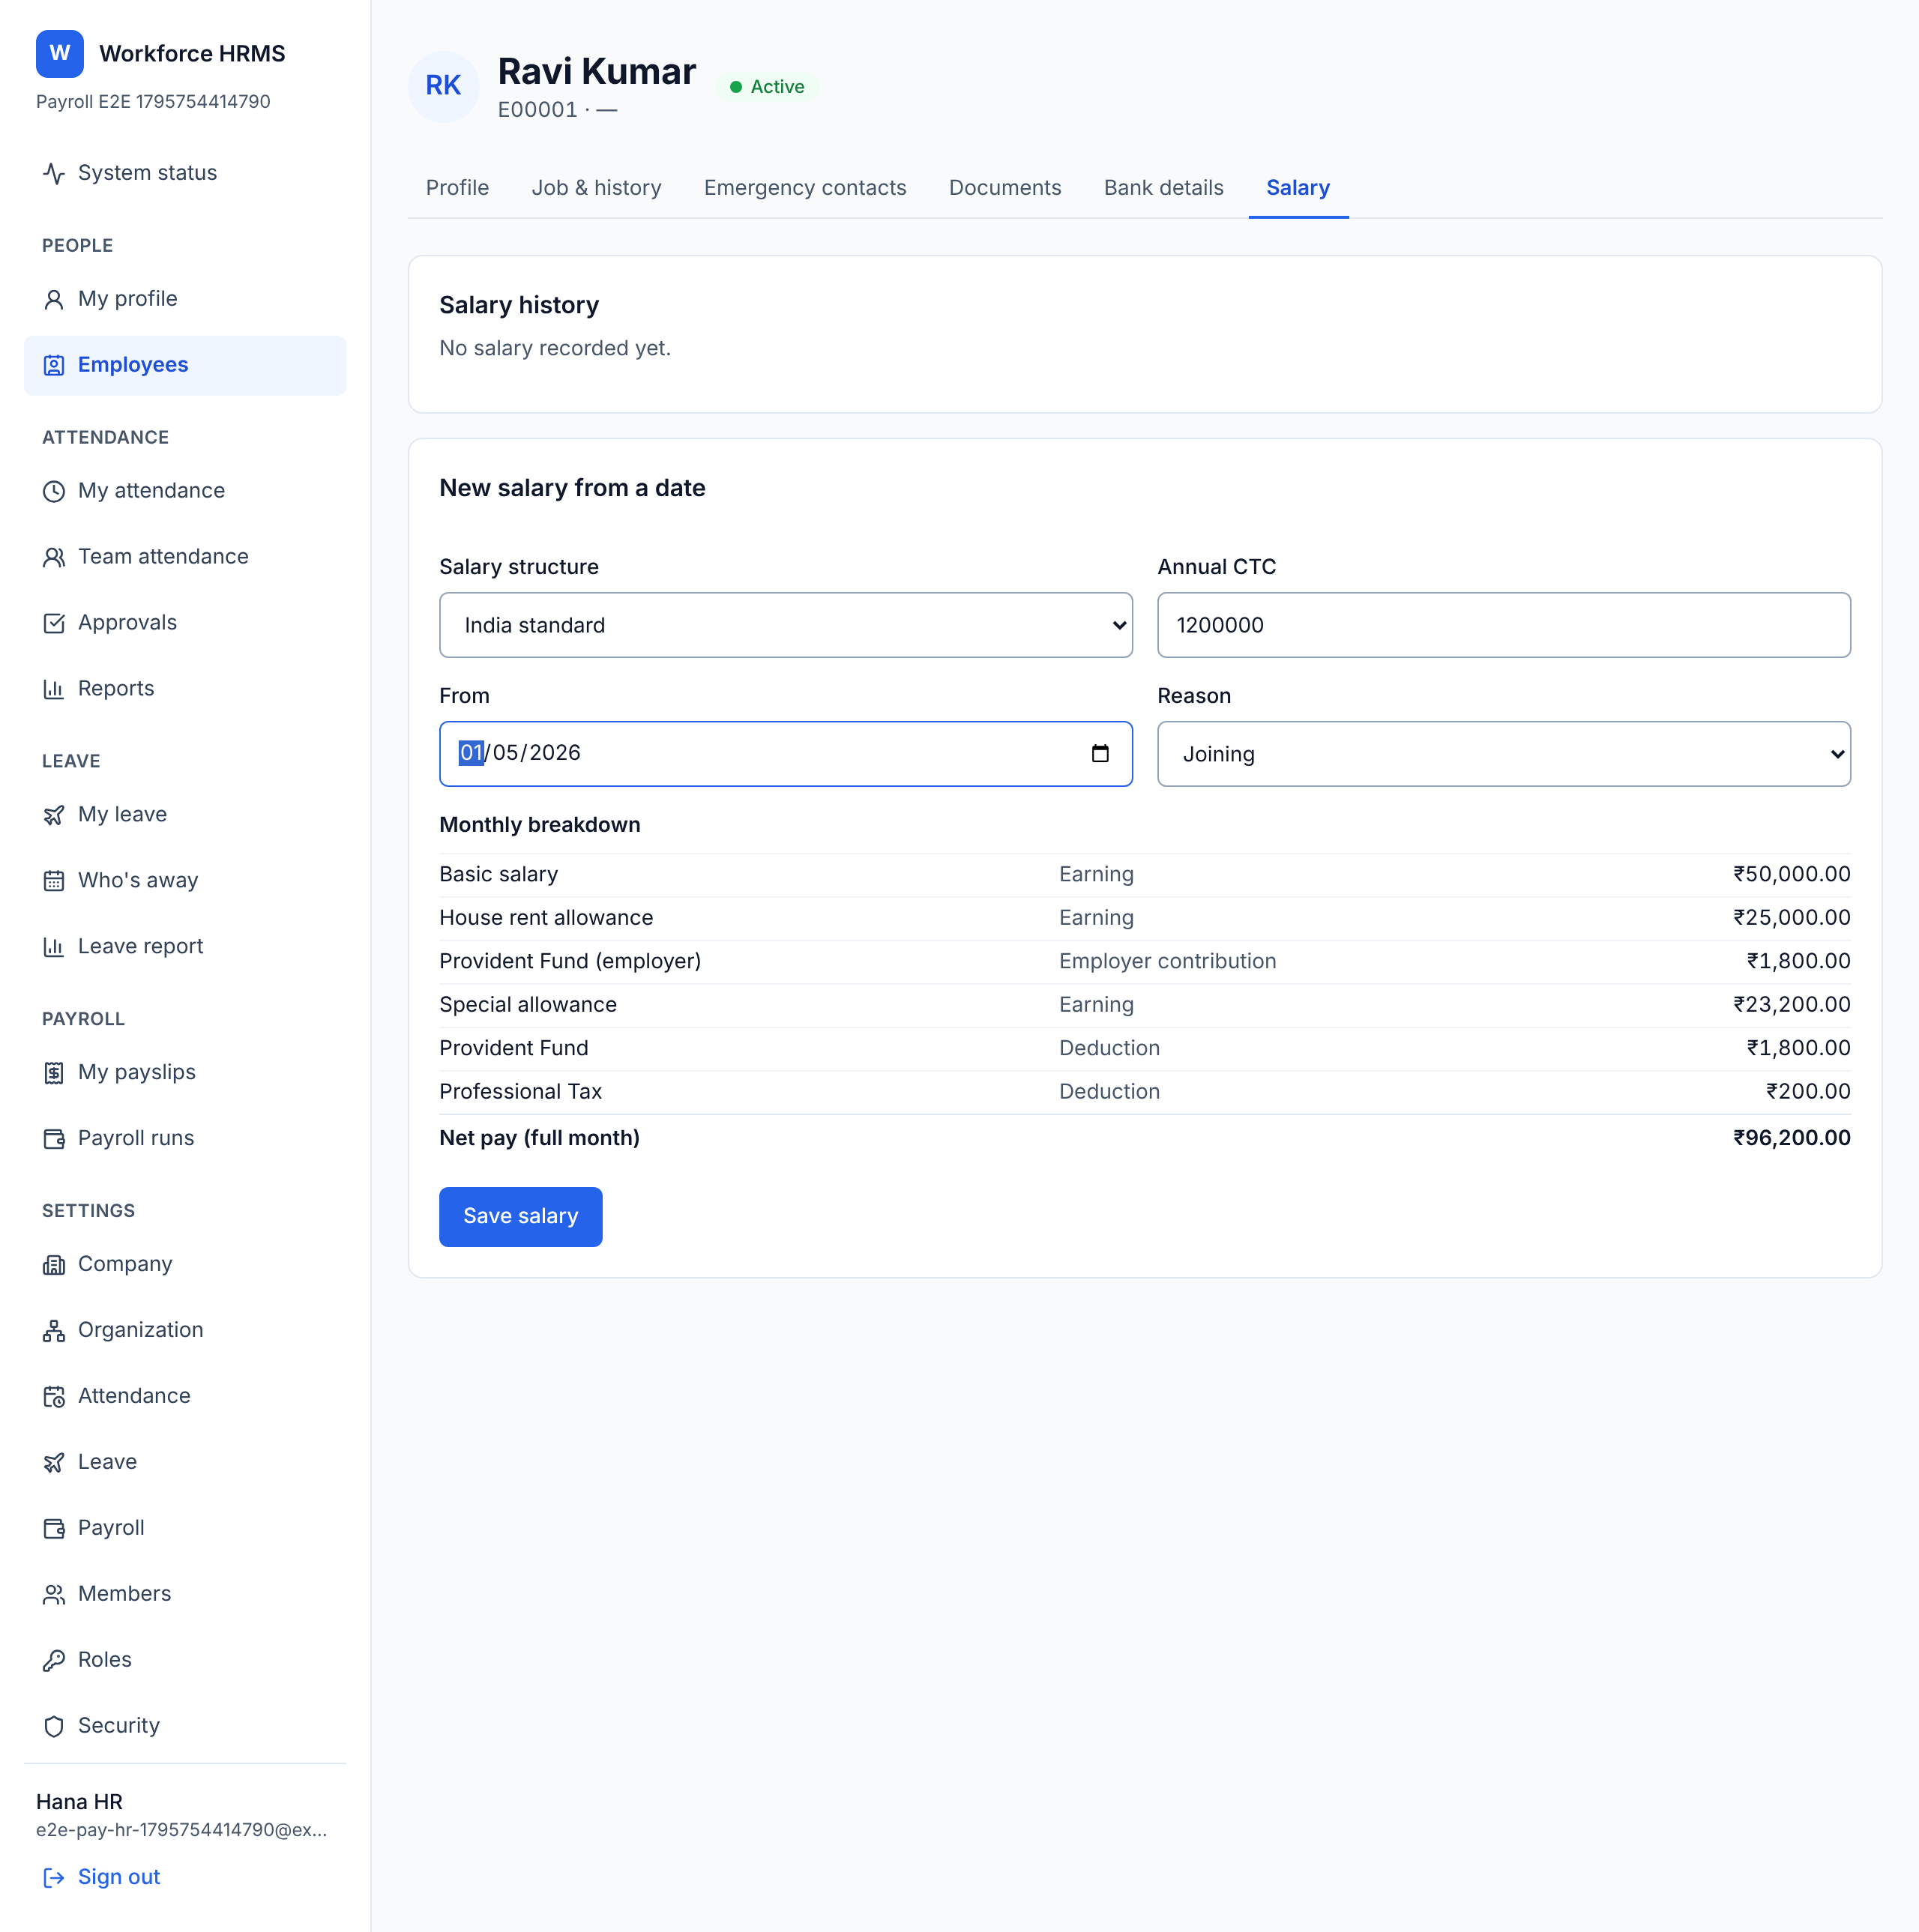 W Workforce HRMS
Payroll E2E 1795754414790
System status
PEOPLE
My profile
Employees
ATTENDANCE
My attendance
Team attendance
Approvals
Reports
LEAVE
My leave
Who's away
Leave report
PAYROLL
My payslips
Payroll runs
SETTINGS
Company
Organization
Attendance
Leave
Payroll
Members
Roles
Security
Hana HR
e2e-pay-hr-1795754414790@ex...
Sign out
RK Ravi Kumar Active
E00001 · —
Profile Job & history Emergency contacts Documents Bank details Salary
Salary history
No salary recorded yet.
New salary from a date
Salary structure Annual CTC
India standard 1200000
From Reason
01/05/2026 Joining
Monthly breakdown
Basic salary Earning ₹50,000.00
House rent allowance Earning ₹25,000.00
Provident Fund (employer) Employer contribution ₹1,800.00
Special allowance Earning ₹23,200.00
Provident Fund Deduction ₹1,800.00
Professional Tax Deduction ₹200.00
Net pay (full month) ₹96,200.00
Save salary